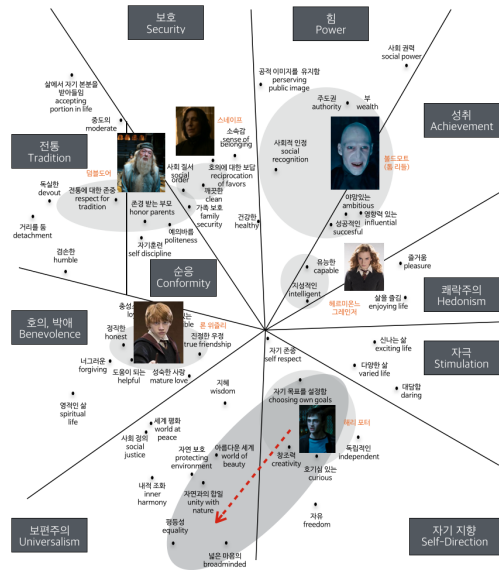 보호
Security
힘
Power
사회 권력
social power
삶에서 자기 본분을
받아들임
accepting
portion in life
공적 이미지를 유지함
perserving
public image
주도권
authority
부
wealth
성취
Achievement
중도의
moderate
스네이프
소속감
sense of
belonging
전통
Tradition
덤블도어
사회 질서
social
order
호의에 대한 보답
reciprocation
of favors
사회적 인정
social
recognition
볼드모트
(톰 리들)
독실한
devout
전통에 대한 존중
respect for
tradition
깨끗한
clean
야망있는
ambitious
존경 받는 부모
honor parents
가족 보호
family
security
영향력 있는
influential
거리를 둠
detachment
예의바름
politeness
건강한
healthy
성공적인
succesful
자기훈련
self discipline
겸손한
humble
순응
Conformity
유능한
capable
즐거움
pleasure
지성적인
intelligent
쾌락주의
Hedonism
헤르미온느
그레인저
삶을 즐김
enjoying life
호의, 박애
Benevolence
론 위즐리
정직한
honest
진정한 우정
true friendship
자기 존중
self respect
신나는 삶
exciting life
자극
Stimulation
너그러운
forgiving
도움이 되는
helpful
성숙한 사랑
mature love
다양한 삶
varied life
지혜
wisdom
자기 목표를 설정함
choosing own goals
대담함
daring
영적인 삶
spiritual
life
세계 평화
world at
peace
해리 포터
사회 정의
social
justice
자연 보호
protecting
environment
아름다운 세계
world of
beauty
창조력
creativity
독립적인
independent
호기심 있는
curious
내적 조화
inner
harmony
자연과의 합일
unity with
nature
자유
freedom
평등성
equality
보편주의
Universalism
넓은 마음의
broadminded
자기 지향
Self-Direction